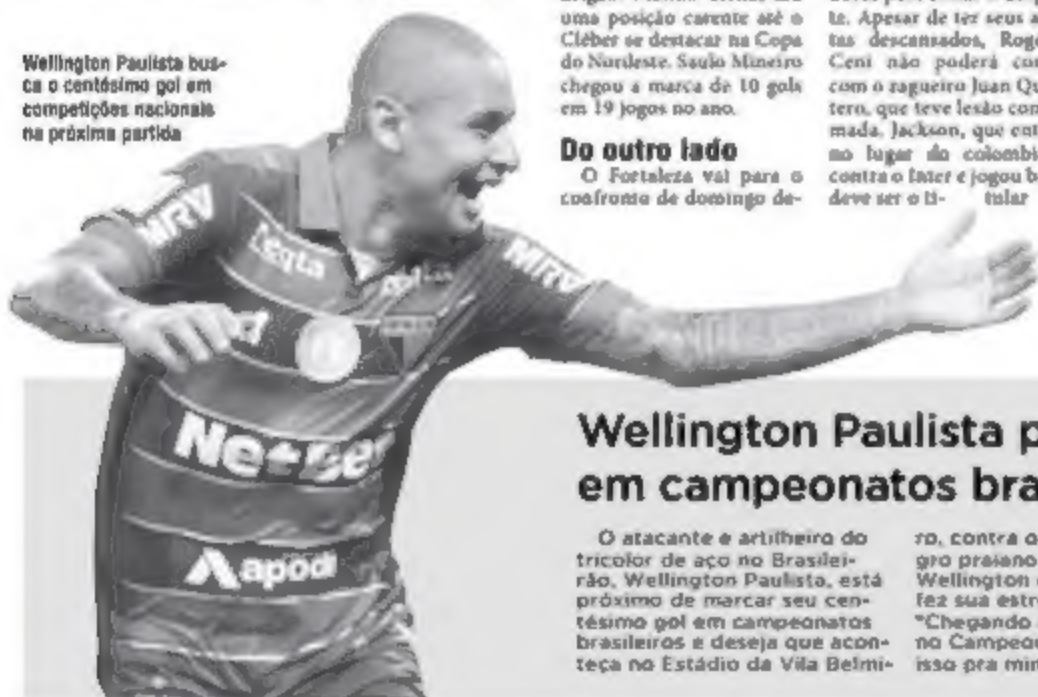 Wellington Paulista bus-
ca o centésimo gol em
competições nacionais
na próxima partida
uma posição carente até o
Cléber se destacar na Copa
do Nordeste. Saulo Mineiro
chegou a marca de 10 gols
em 19 jogos no ano.
Do outro lado
O Fortaleza vai para o
confronto de domingo de-
te. Apesar de ter seus a
tas descansados, Roge
Ceni não poderá con
com o zagueiro Juan Qu
tero, que teve lesão con
mada. Jackson, que ent
no lugar do colombi
contra o Inter e jogou b
deve ser o ti- tular
MRV
MRV
Netser
Aapodi
Wellington Paulista p
em campeonatos bra
O atacante e artilheiro do
tricolor de aço no Brasilei-
rão, Wellington Paulista, está
próximo de marcar seu cen-
tésimo gol em campeonatos
brasileiros e deseja que acon-
teça no Estádio da Vila Belmi-
ro, contra o
gro praiano
Wellington
fez sua estr
"Chegando
no Campeo
isso pra min